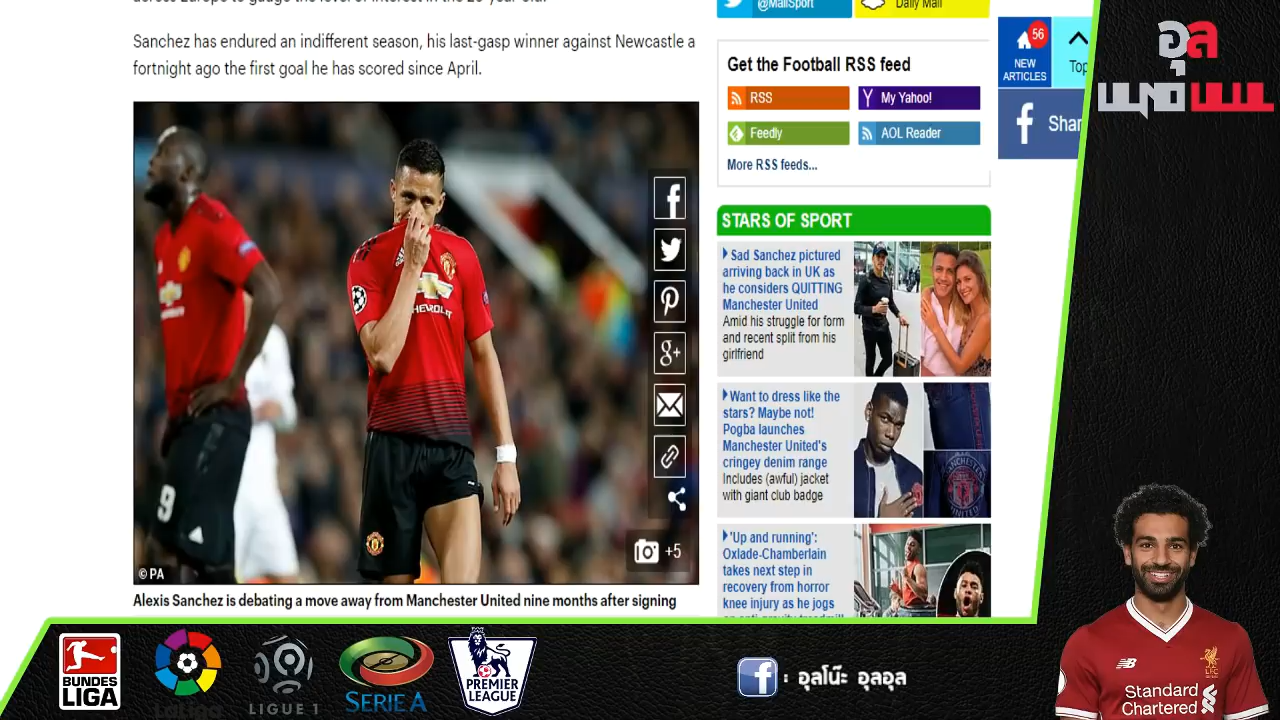 Sanchez has endured an indifferent season, his last-gasp winner against Newcastle a
fortnight ago the first goal he has scored since April.
CHEVROLET
9
© PA
+5
Alexis Sanchez is debating a move away from Manchester United nine months after signing
@MailSport
Daily Mail
Get the Football RSS feed
RSS
My Yahoo!
Feedly
AOL Reader
More RSS feeds...
STARS OF SPORT
Sad Sanchez pictured
arriving back in UK as
he considers QUITTING
Manchester United
Amid his struggle for form
and recent split from his
girlfriend
Want to dress like the
stars? Maybe not!
Pogba launches
Manchester United's
cringey denim range
Includes (awful) jacket
with giant club badge
'Up and running':
Oxlade-Chamberlain
takes next step in
recovery from horror
knee injury as he jogs
56
NEW
ARTICLES
Top
Shar
อุล
BUNDES
LIGA
LaLiga
LIGUE 1
SERIE A
PREMIER
LEAGUE
: อุลโน๊ะ อุลอุล
Standard
Chartered